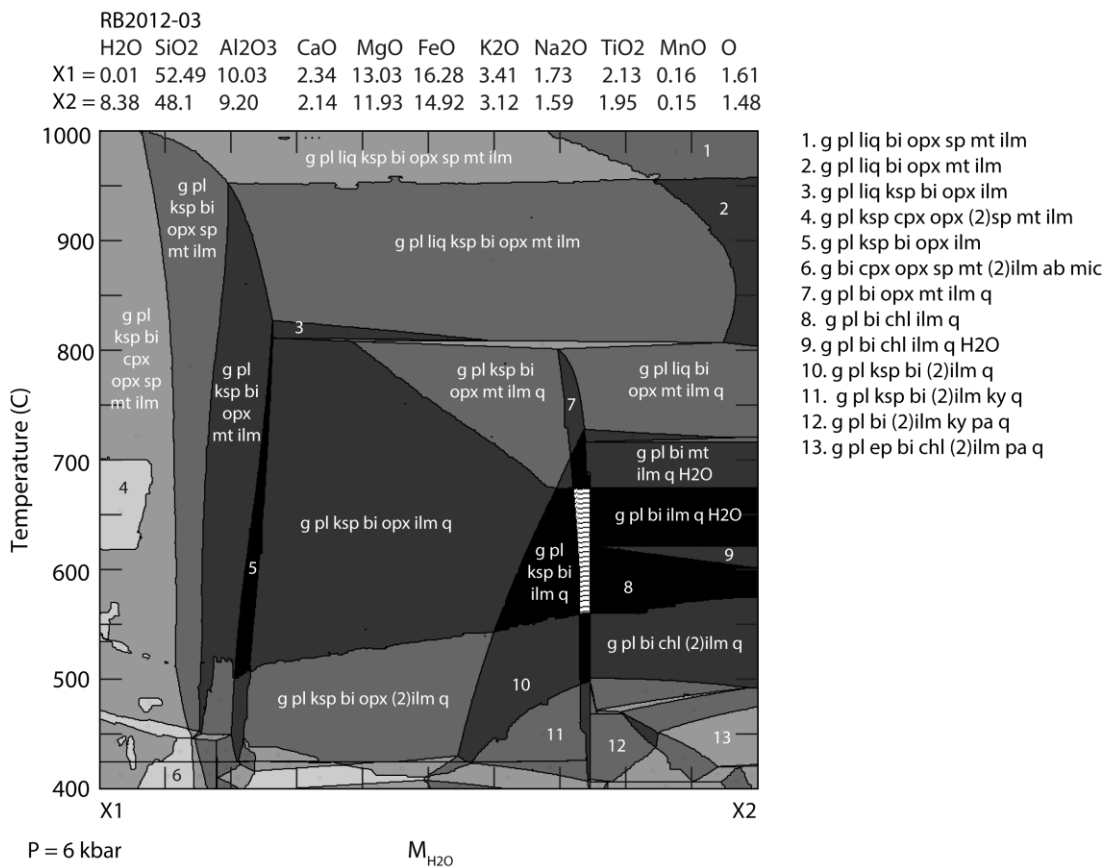 RB2012-03
H2O SiO2 Al2O3 CaO MgO FeO K2O Na2O TiO2 MnO O
X1 = 0.01 52.49 10.03 2.34 13.03 16.28 3.41 1.73 2.13 0.16 1.61
X2 = 8.38 48.1 9.20 2.14 11.93 14.92 3.12 1.59 1.95 0.15 1.48
1000
900
800
700
600
500
400
Temperature (C)
g pl liq ksp bi opx sp mt ilm
1
g pl
ksp bi
opx sp
mt ilm
2
g pl liq ksp bi opx mt ilm
g pl
ksp bi
cpx
opx sp
mt ilm
3
g pl
ksp bi
opx
mt ilm
g pl ksp bi
opx mt ilm q
7
g pl liq bi
opx mt ilm q
4
g pl bi mt
ilm q H2O
g pl ksp bi opx ilm q
g pl bi ilm q H2O
9
5
g pl
ksp bi
ilm q
8
g pl bi chl (2)ilm q
g pl ksp bi opx (2)ilm q
10
11
12
13
6
X1
X2
P = 6 kbar
MH2O
1. g pl liq bi opx sp mt ilm
2. g pl liq bi opx mt ilm
3. g pl liq ksp bi opx ilm
4. g pl ksp cpx opx (2)sp mt ilm
5. g pl ksp bi opx ilm
6. g bi cpx opx sp mt (2)ilm ab mic
7. g pl bi opx mt ilm q
8. g pl bi chl ilm q
9. g pl bi chl ilm q H2O
10. g pl ksp bi (2)ilm q
11. g pl ksp bi (2)ilm ky q
12. g pl bi (2)ilm ky pa q
13. g pl ep bi chl (2)ilm pa q